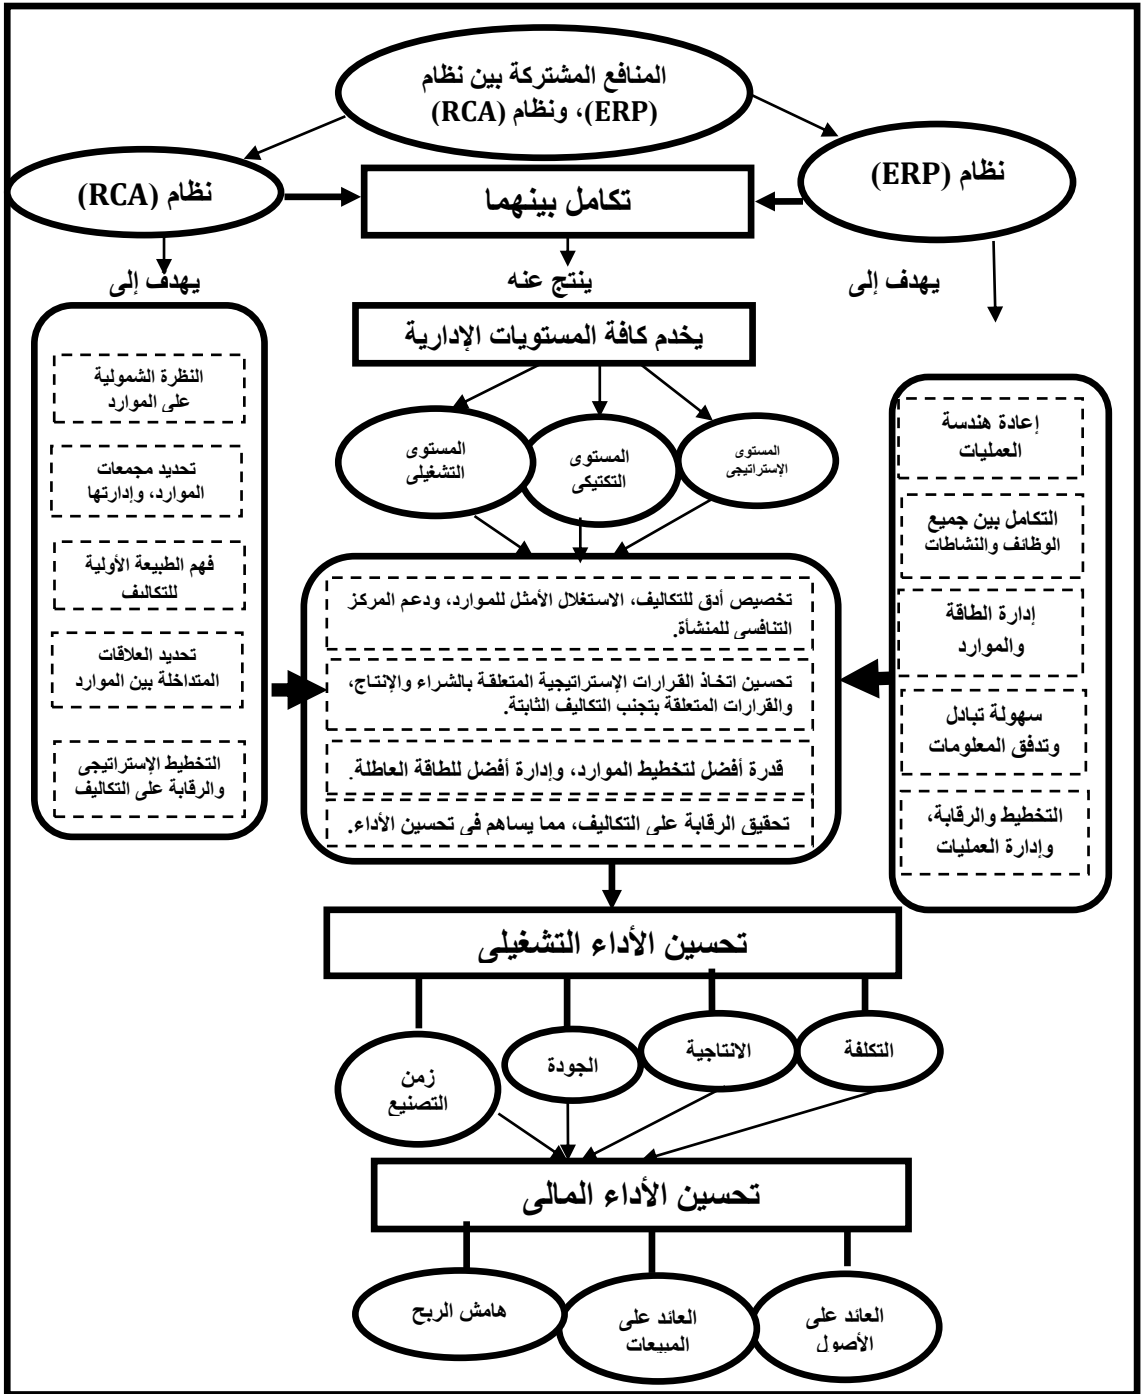 المنافع المشتركة بين نظام
(ERP)، ونظام (RCA)
نظام (ERP)
تكامل بينهما
نظام (RCA)
يهدف إلى
ينتج عنه
يهدف إلى
يخدم كافة المستويات الإدارية
المستوى
الإستراتيجى
المستوى
التكتيكى
المستوى
التشغيلى
إعادة هندسة
العمليات
التكامل بين جميع
الوظائف والنشاطات
إدارة الطاقة
والموارد
سهولة تبادل
وتدفق المعلومات
التخطيط والرقابة،
وإدارة العمليات
تخصيص أدق للتكاليف، الاستغلال الأمثل للموارد، ودعم المركز
التنافسى للمنشأة.
تحسين اتخاذ القرارات الإستراتيجية المتعلقة بالشراء والإنتاج،
والقرارات المتعلقة بتجنب التكاليف الثابتة.
قدرة أفضل لتخطيط الموارد، وإدارة أفضل للطاقة العاطلة.
تحقيق الرقابة على التكاليف، مما يساهم فى تحسين الأداء.
النظرة الشمولية
على الموارد
تحديد مجمعات
الموارد، وإدارتها
فهم الطبيعة الأولية
للتكاليف
تحديد العلاقات
المتداخلة بين الموارد
التخطيط الإستراتيجى
والرقابة على التكاليف
تحسين الأداء التشغيلى
التكلفة
الانتاجية
الجودة
زمن
التصنيع
تحسين الأداء المالى
العائد على
الأصول
العائد على
المبيعات
هامش الربح